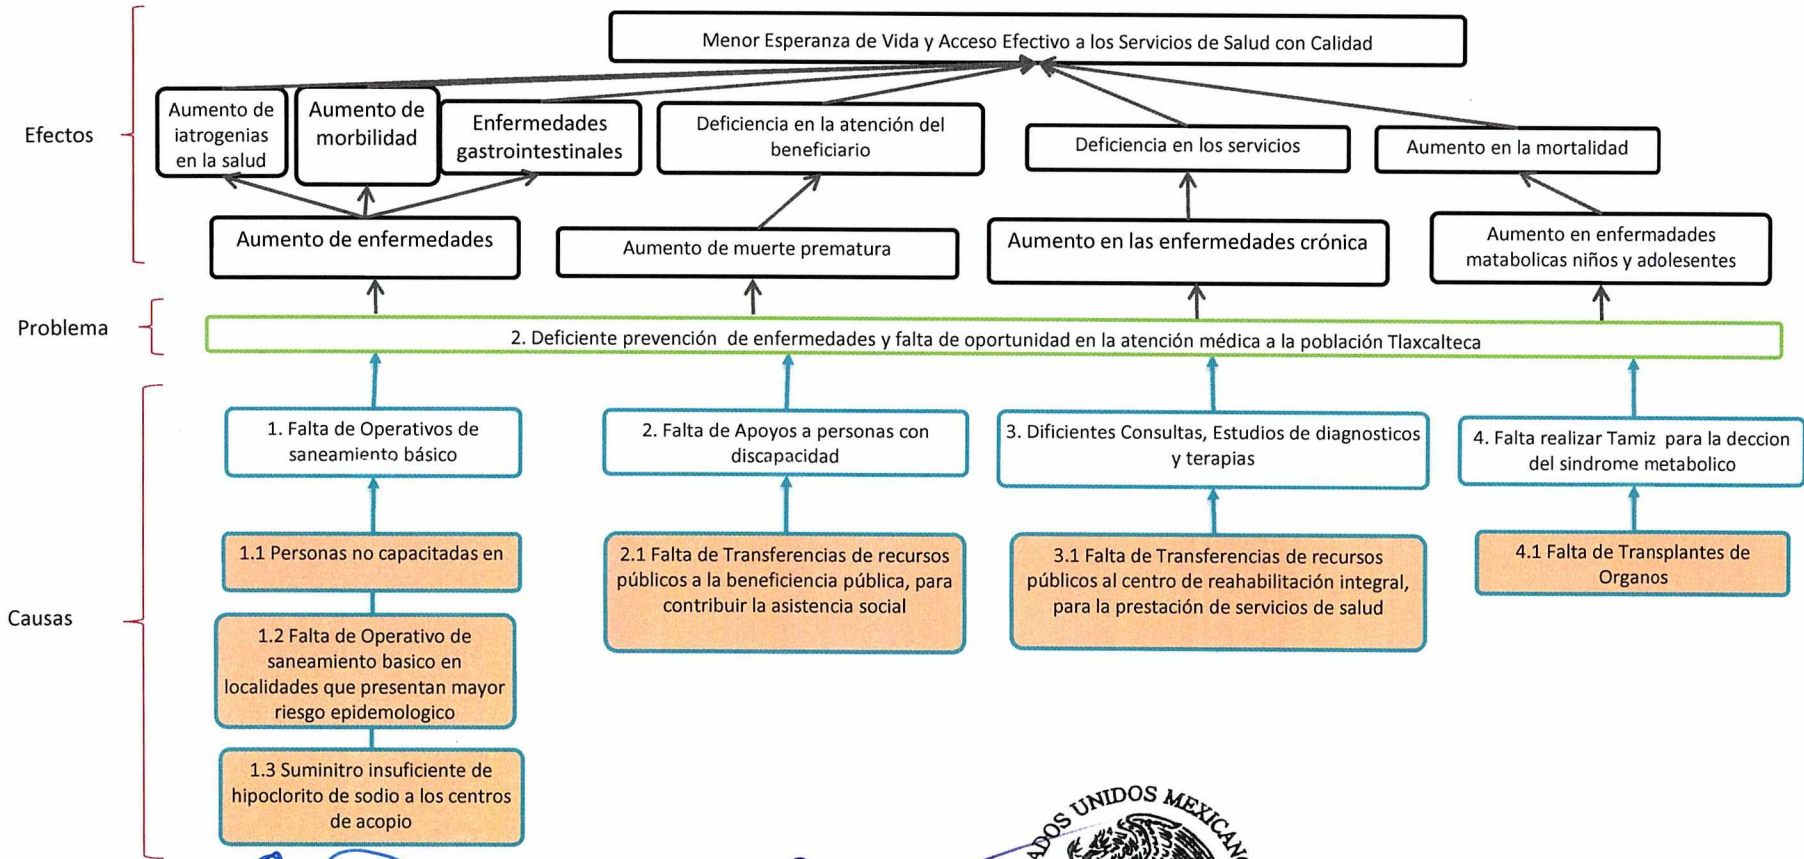 Menor Esperanza de Vida y Acceso Efectivo a los Servicios de Salud con Calidad
Efectos
Aumento de
iatrogenias
en la salud
Aumento de
morbilidad
Enfermedades
gastrointestinales
Deficiencia en la atención del
beneficiario
Deficiencia en los servicios
Aumento en la mortalidad
Aumento de enfermedades
Aumento de muerte prematura
Aumento en las enfermedades crónica
Aumento en enfermadades
matabolicas niños y adolesentes
Problema
2. Deficiente prevención de enfermedades y falta de oportunidad en la atención médica a la población Tlaxcalteca
Causas
1. Falta de Operativos de
saneamiento básico
2. Falta de Apoyos a personas con
discapacidad
3. Dificientes Consultas, Estudios de diagnosticos
y terapias
4. Falta realizar Tamiz para la deccion
del sindrome metabolico
1.1 Personas no capacitadas en
2.1 Falta de Transferencias de recursos
públicos a la beneficiencia pública, para
contribuir la asistencia social
3.1 Falta de Transferencias de recursos
públicos al centro de reahabilitación integral,
para la prestación de servicios de salud
4.1 Falta de Transplantes de
Organos
1.2 Falta de Operativo de
saneamiento basico en
localidades que presentan mayor
riesgo epidemologico
1.3 Suminitro insuficiente de
hipoclorito de sodio a los centros
de acopio
UNIDOS